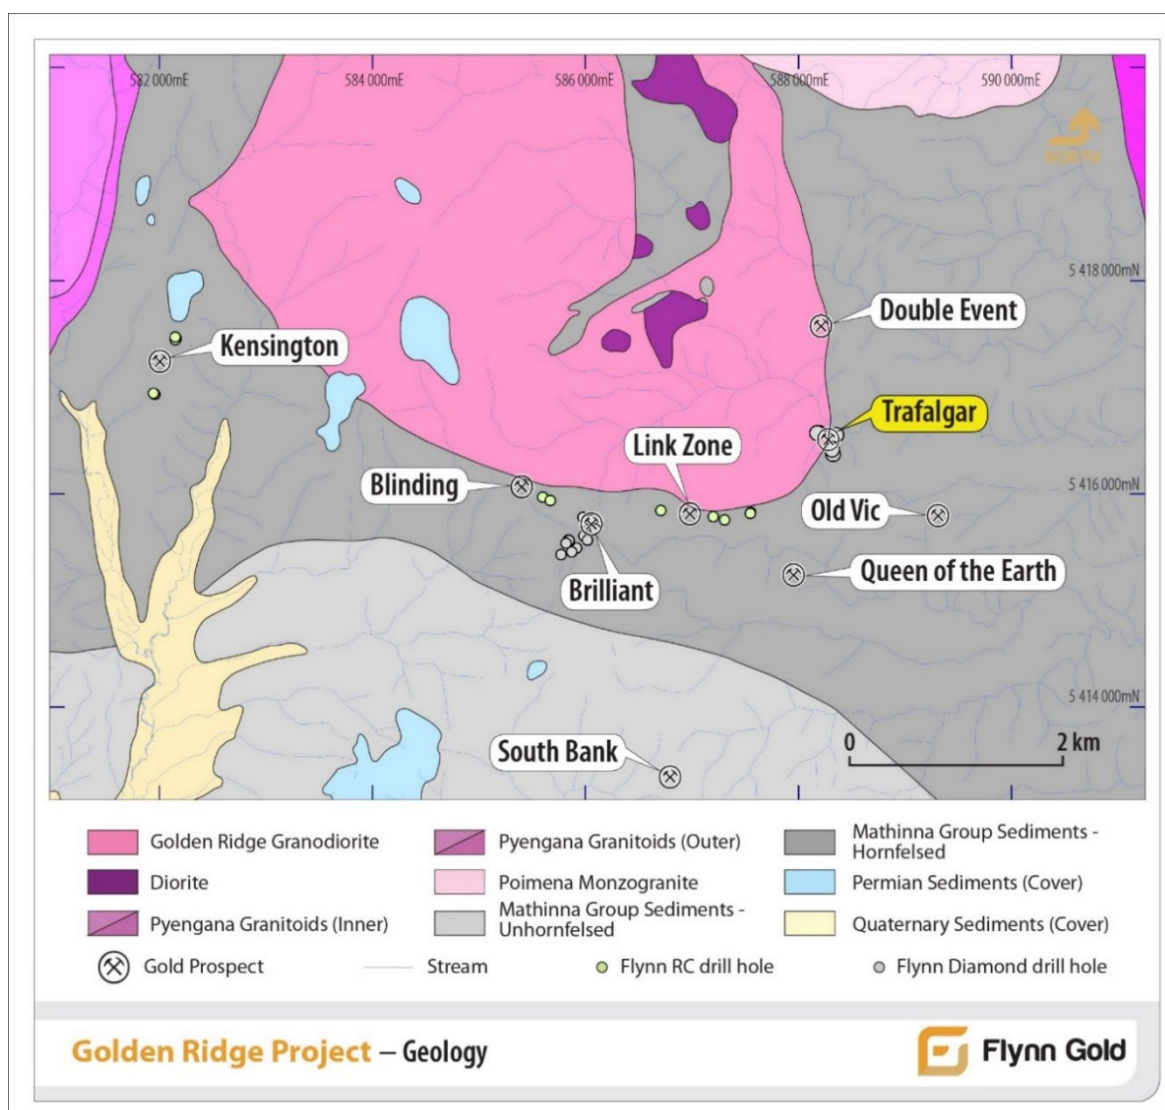 582 000mE
584 000mE
586 000mE
588 000mE
590 000mE
5 418 000mN
Double Event
Kensington
Trafalgar
Link Zone
Blinding
5 416 000mN
Old Vic
Brilliant
Queen of the Earth
5 414 000mN
South Bank
0
2 km
Golden Ridge Granodiorite
Diorite
Pyengana Granitoids (Inner)
Pyengana Granitoids (Outer)
Poimena Monzogranite
Mathinna Group Sediments -
Unhornfelsed
Mathinna Group Sediments -
Hornfelsed
Permian Sediments (Cover)
Quaternary Sediments (Cover)
Gold Prospect
Stream
Flynn RC drill hole
Flynn Diamond drill hole
Golden Ridge Project – Geology
Flynn Gold